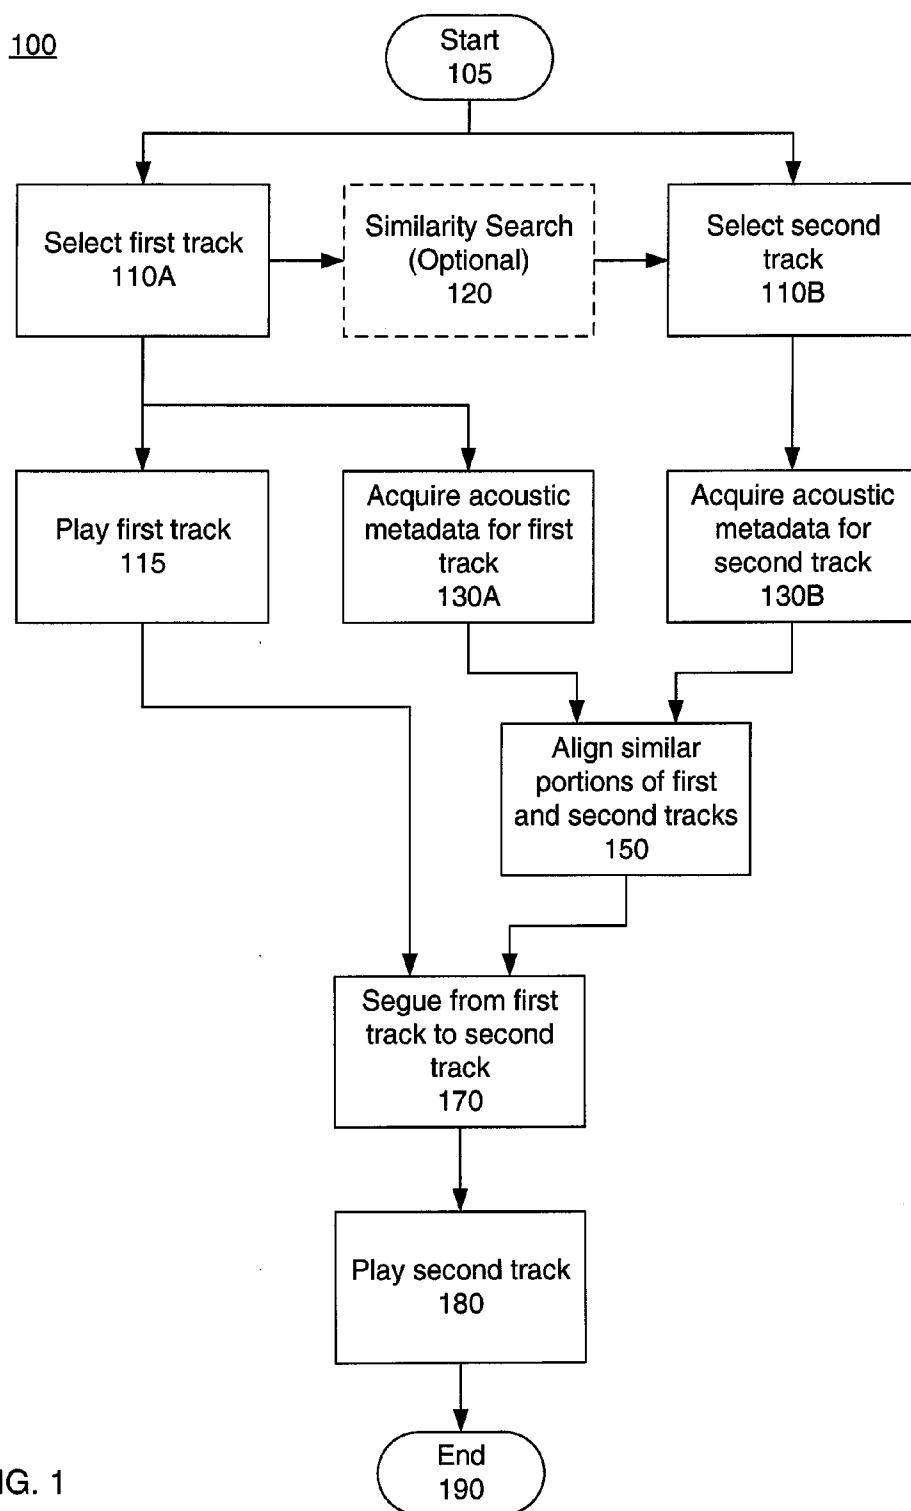 100
Start
105
Select first track
110A
Similarity Search
(Optional)
120
Select second
track
110B
Play first track
115
Acquire acoustic
metadata for first
track
130A
Acquire acoustic
metadata for
second track
130B
Align similar
portions of first
and second tracks
150
Segue from first
track to second
track
170
Play second track
180
End
190
IG. 1